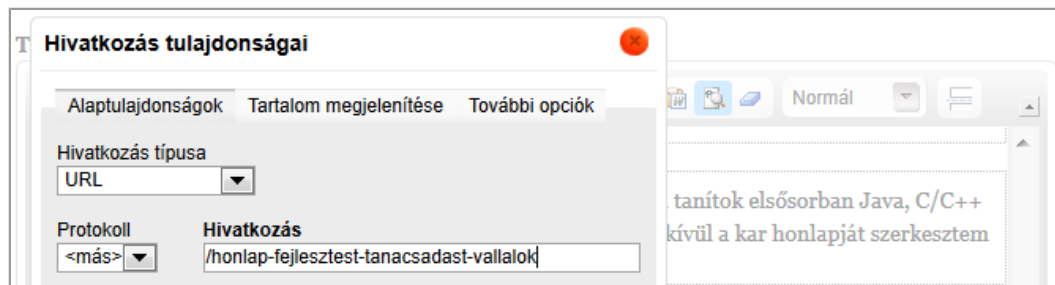 T
Hivatkozás tulajdonságai
Alaptulajdonságok Tartalom megjelenítése További opciók
Normál
Hivatkozás típusa
URL
tanítok elsősorban Java, C/C++
Protokoll Hivatkozás
kívül a kar honlapját szerkesztem
<más> /honlap-fejlesztest-tanacsadast-vallalok